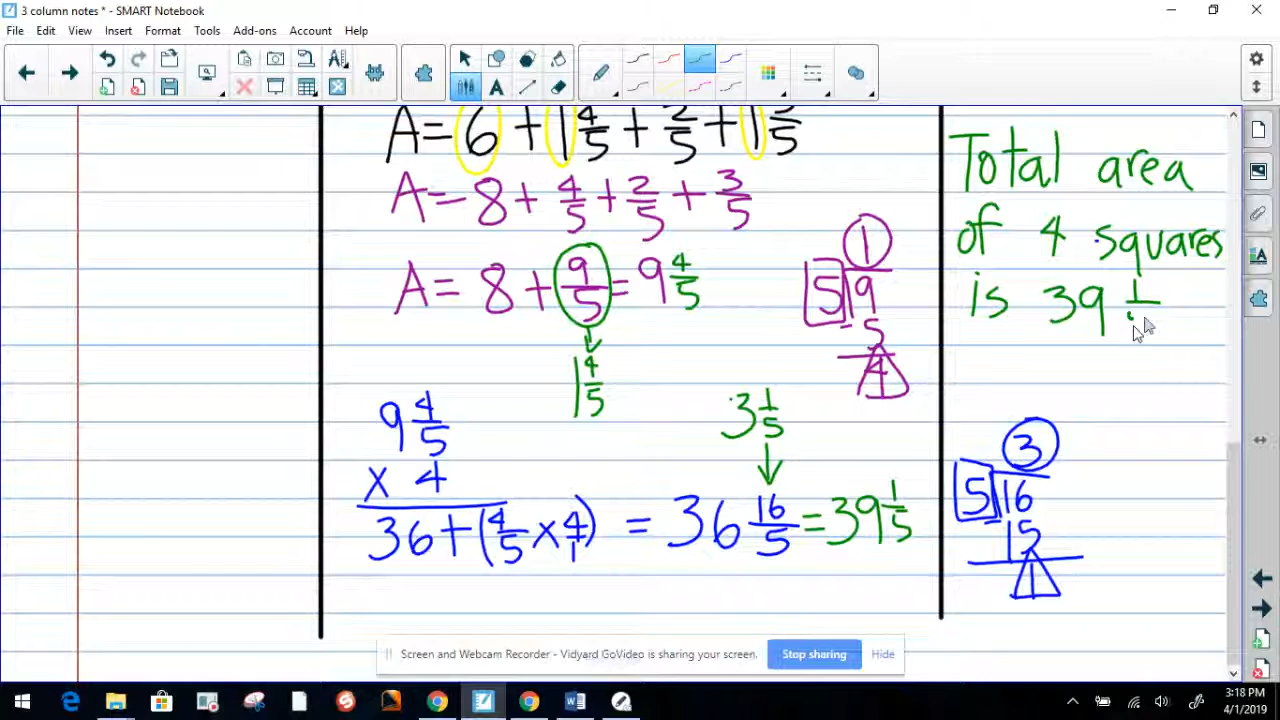 3 column notes * - SMART Notebook
File Edit View Insert Format Tools Add-ons Account Help
A= 6 + 1 4/5 + 2/5 + 1 3/5
A= 8 + 4/5 + 2/5 + 3/5
A= 8 + 9/5 = 9 4/5
1 4/5
1
5 9
- 5
4
9 4/5
x 4
36 + (4/5 x 4/1) = 36 16/5 = 39 1/5
3 1/5
Total area
of 4 squares
is 39 1
3
5 16
- 15
1
Screen and Webcam Recorder - Vidyard GoVideo is sharing your screen.
Stop sharing
Hide
3:18 PM
4/1/2019